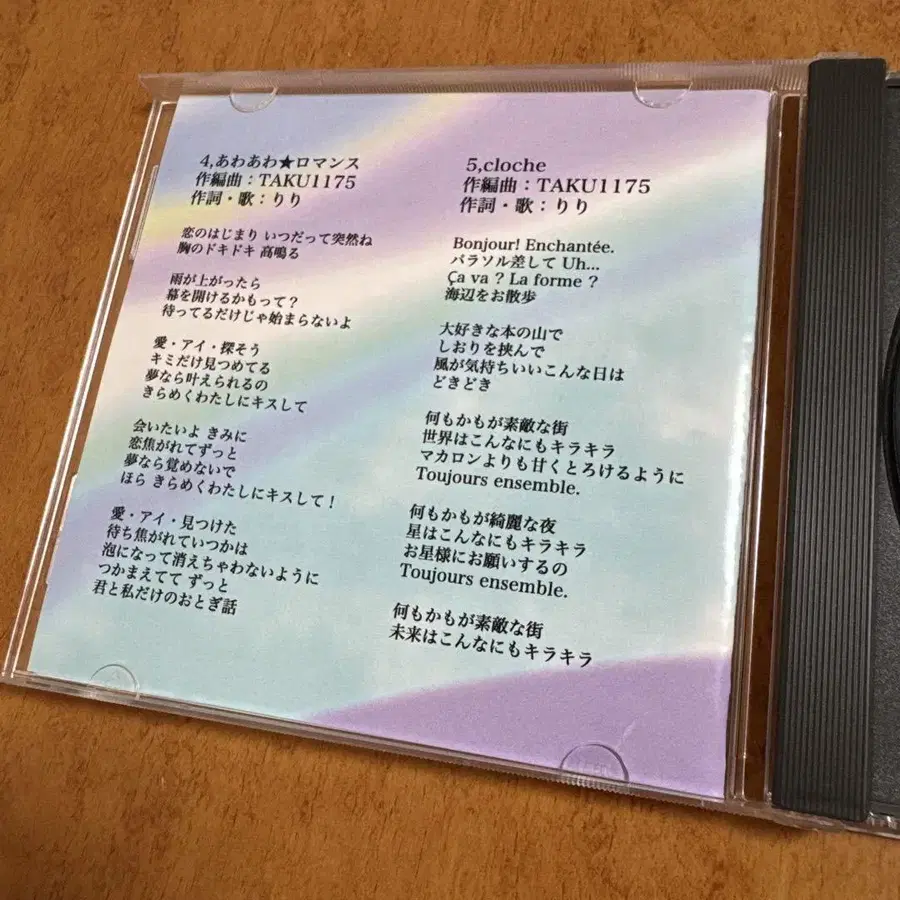 4,あわあわ★ロマンス
作編曲：TAKU1175
作詞・歌：りり
恋のはじまり いつだって突然ね
胸のドキドキ 高鳴る
雨が上がったら
幕を開けるかもって？
待ってるだけじゃ始まらないよ
愛・アイ・探そう
キミだけ見つめてる
夢なら叶えられるの
きらめくわたしにキスして
会いたいよ きみに
恋焦がれてずっと
夢なら覚めないで
ほら きらめくわたしにキスして！
愛・アイ・見つけた
待ち焦がれていつかは
泡になって消えちゃわないように
つかまえてて ずっと
君と私だけのおとぎ話
5,cloche
作編曲：TAKU1175
作詞・歌：りり
Bonjour! Enchantée.
パラソル差して Uh...
Ça va ? La forme ?
海辺をお散歩
大好きな本の山で
しおりを挟んで
風が気持ちいいこんな日は
どきどき
何もかもが素敵な街
世界はこんなにもキラキラ
マカロンよりも甘くとろけるように
Toujours ensemble.
何もかもが綺麗な夜
星はこんなにもキラキラ
お星様にお願いするの
Toujours ensemble.
何もかもが素敵な街
未来はこんなにもキラキラ